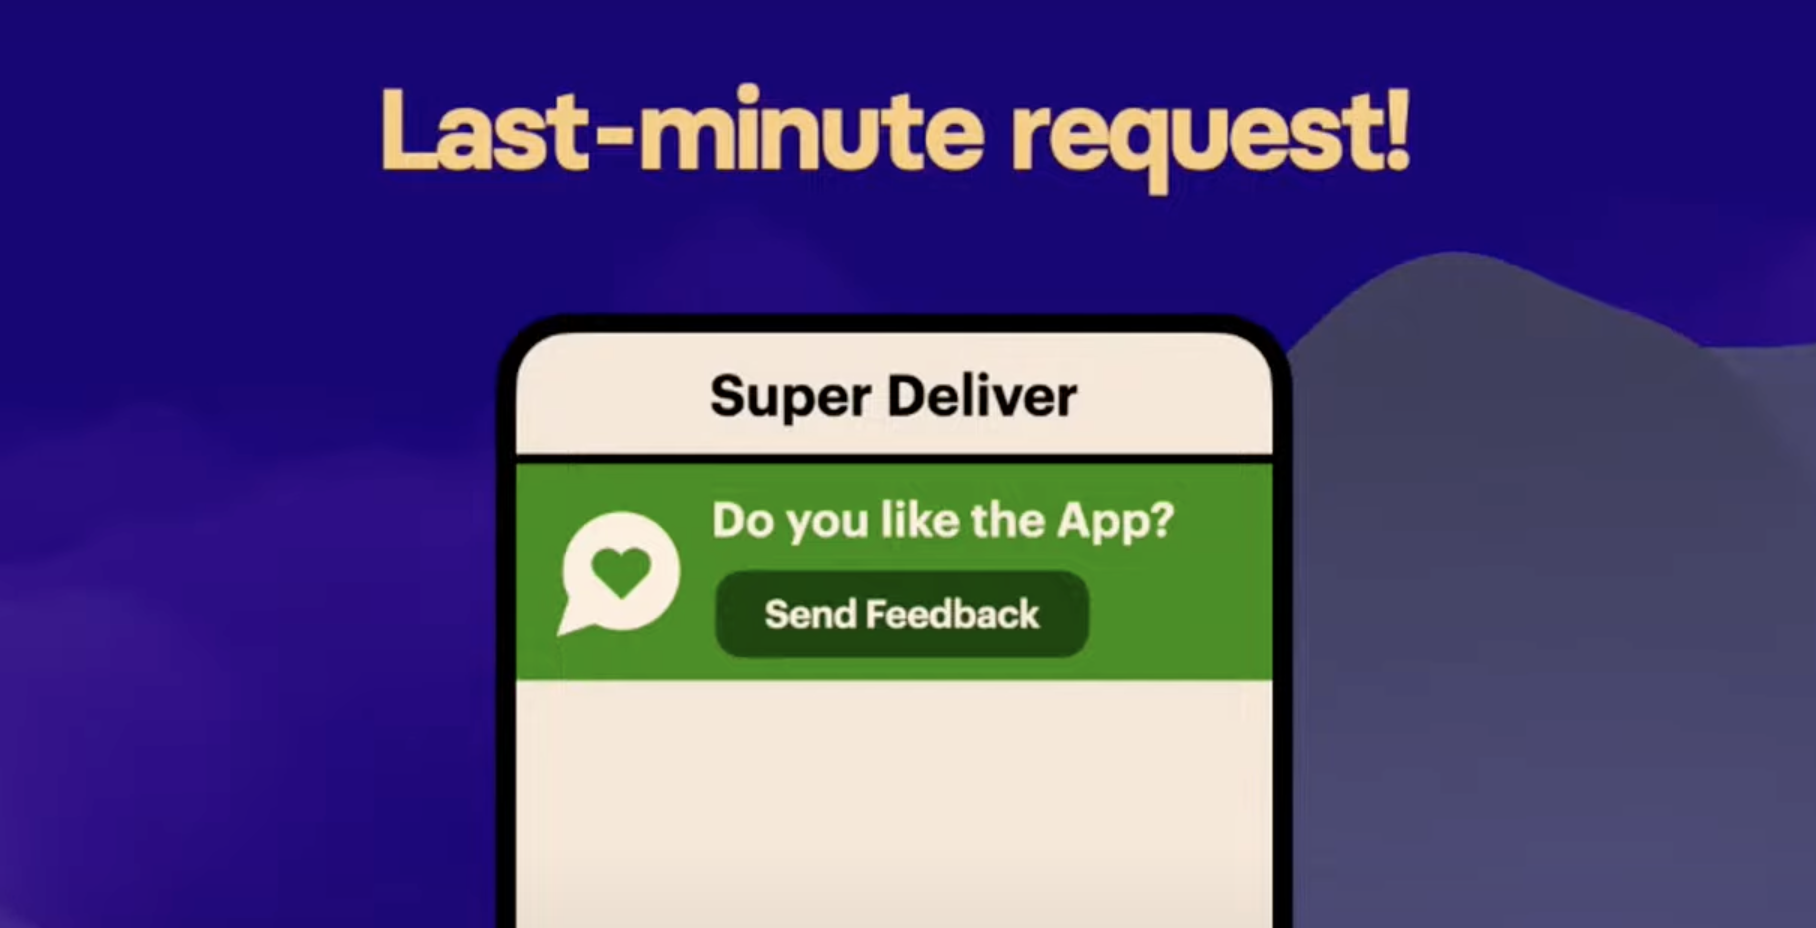 Last-minute request!
Super Deliver
Do you like the App?
Send Feedback